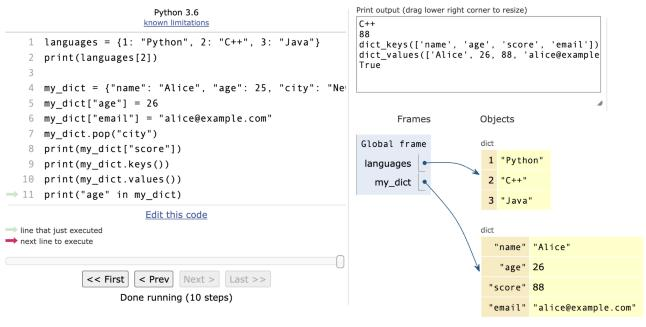 Python 3.6
known limitations
1 languages = {1: "Python", 2: "C++", 3: "Java"}
2 print(languages[2])
3
4 my_dict = {"name": "Alice", "age": 25, "city": "Ne
5 my_dict["age"] = 26
6 my_dict["email"] = "alice@example.com"
7 my_dict.pop("city")
8 print(my_dict["score"])
9 print(my_dict.keys())
10 print(my_dict.values())
11 print("age" in my_dict)
Edit this code
line that just executed
next line to execute
<< First < Prev Next > Last >>
Done running (10 steps)
Print output (drag lower right corner to resize)
C++
88
dict_keys(['name', 'age', 'score', 'email'])
dict_values(['Alice', 26, 88, 'alice@example
True
Frames Objects
Global frame
languages
my_dict
dict
1 "Python"
2 "C++"
3 "Java"
dict
"name" "Alice"
"age" 26
"score" 88
"email" "alice@example.com"